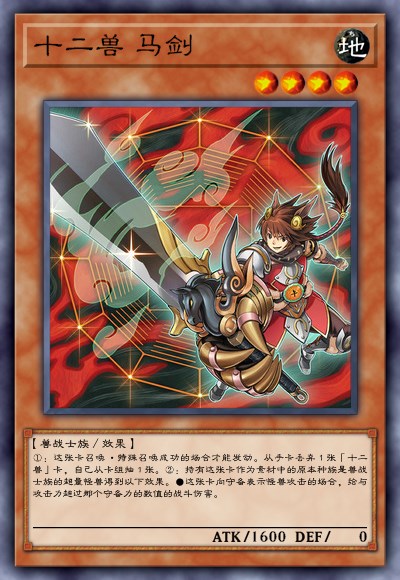 十二兽 马剑
地
【兽战士族／效果】
①：这张卡召唤·特殊召唤成功的场合才能发动。从手卡丢弃1张「十二
兽」卡，自己从卡组抽1张。②：持有这张卡作为素材中的原本种族是兽战
士族的超量怪兽得到以下效果。●这张卡向守备表示怪兽攻击的场合，给与
攻击力超过那个守备力的数值的战斗伤害。
ATK/1600 DEF/ 0